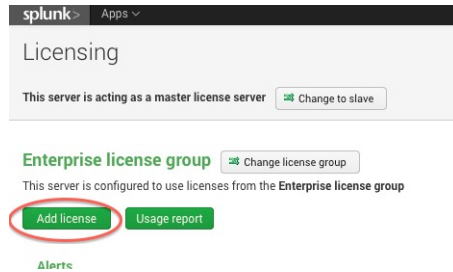 splunk> Apps
Licensing
This server is acting as a master license server Change to slave
Enterprise license group Change license group
This server is configured to use licenses from the Enterprise license group
Add license Usage report
Alerts